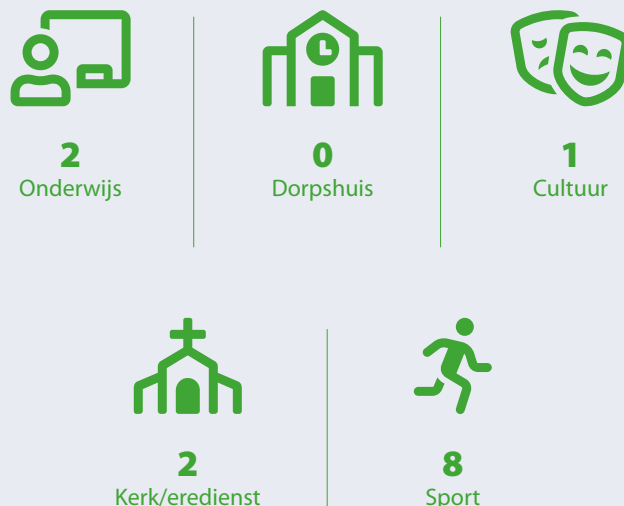 2
Onderwijs
0
Dorpshuis
1
Cultuur
2
Kerk/eredienst
8
Sport